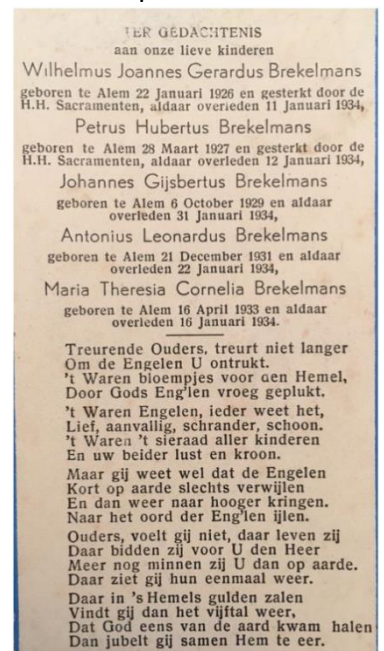 TER GEDACHTENIS
aan onze lieve kinderen
Wilhelmus Joannes Gerardus Brekelmans
geboren te Alem 22 Januari 1926 en gesterkt door de
H.H. Sacramenten, aldaar overleden 11 Januari 1934,
Petrus Hubertus Brekelmans
geboren te Alem 28 Maart 1927 en gesterkt door de
H.H. Sacramenten, aldaar overleden 12 Januari 1934,
Johannes Gijsbertus Brekelmans
geboren te Alem 6 October 1929 en aldaar
overleden 31 Januari 1934,
Antonius Leonardus Brekelmans
geboren te Alem 21 December 1931 en aldaar
overleden 22 Januari 1934,
Maria Theresia Cornelia Brekelmans
geboren te Alem 16 April 1933 en aldaar
overleden 16 Januari 1934.
Treurende Ouders, treurt niet langer
Om de Engelen U ontrukt.
't Waren bloempjes voor den Hemel,
Door Gods Eng'len vroeg geplukt.
't Waren Engelen, ieder weet het,
Lief, aanvallig, schrander, schoon.
't Waren 't sieraad aller kinderen
En uw beider lust en kroon.
Maar gij weet wel dat de Engelen
Kort op aarde slechts verwijlen
En dan weer naar hooger kringen.
Naar het oord der Eng'len ijlen.
Ouders, voelt gij niet, daar leven zij
Daar bidden zij voor U den Heer
Meer nog minnen zij U dan op aarde.
Daar ziet gij hun eenmaal weer.
Daar in 's Hemels gulden zalen
Vindt gij dan het vijftal weer,
Dat God eens van de aard kwam halen
Dan jubelt gij samen Hem te eer.